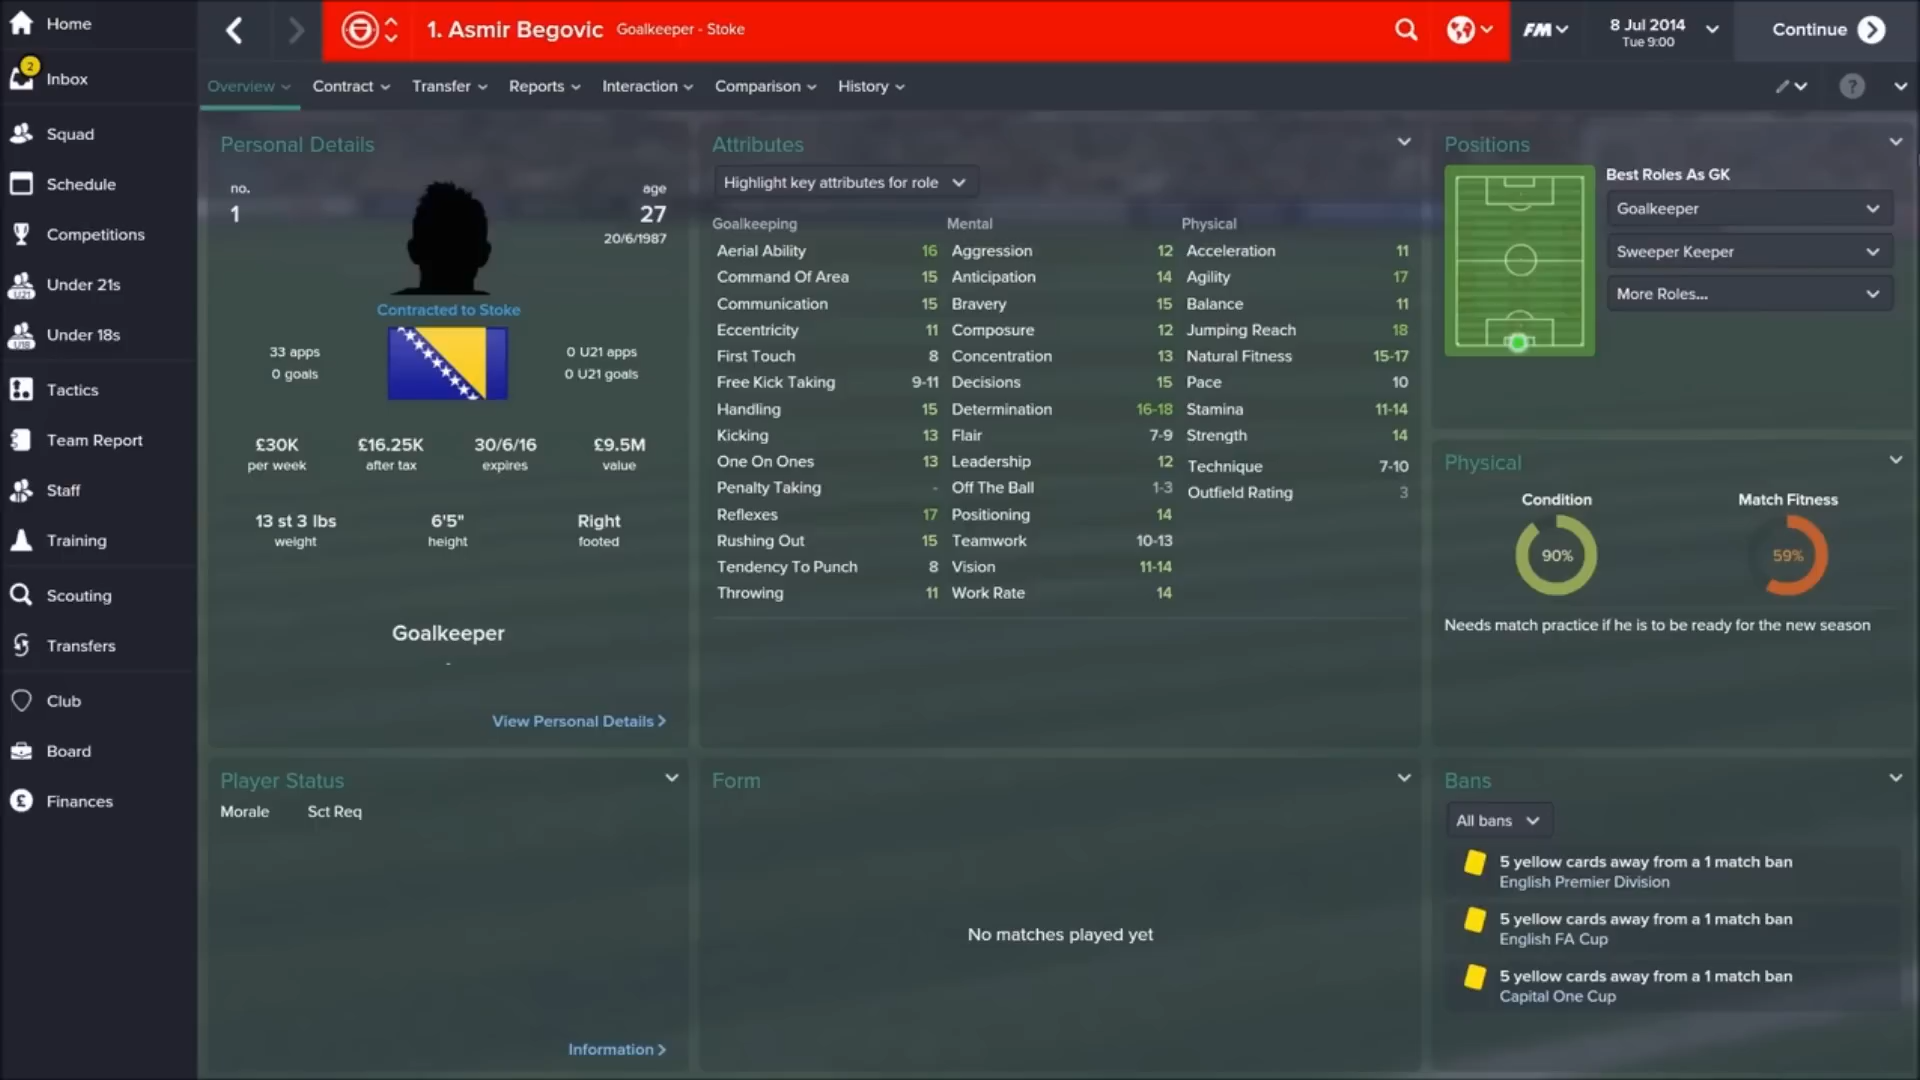 Home
2
Inbox
Squad
Schedule
Competitions
U21
Under 21s
U18
Under 18s
Tactics
Team Report
Staff
Training
Scouting
Transfers
Club
Board
£ Finances
1. Asmir Begovic Goalkeeper - Stoke
FM
8 Jul 2014
Tue 9:00
Continue
Overview Contract Transfer Reports Interaction Comparison History
?
Personal Details
no.
1
age
27
20/6/1987
Contracted to Stoke
33 apps
0 goals
0 U21 apps
0 U21 goals
£30K £16.25K 30/6/16 £9.5M
per week after tax expires value
13 st 3 lbs 6'5" Right
weight height footed
Goalkeeper
-
View Personal Details
Attributes
Highlight key attributes for role
Goalkeeping Mental Physical
Aerial Ability 16 Aggression 12 Acceleration 11
Command Of Area 15 Anticipation 14 Agility 17
Communication 15 Bravery 15 Balance 11
Eccentricity 11 Composure 12 Jumping Reach 18
First Touch 8 Concentration 13 Natural Fitness 15-17
Free Kick Taking 9-11 Decisions 15 Pace 10
Handling 15 Determination 16-18 Stamina 11-14
Kicking 13 Flair 7-9 Strength 14
One On Ones 13 Leadership 12 Technique 7-10
Penalty Taking - Off The Ball 1-3 Outfield Rating 3
Reflexes 17 Positioning 14
Rushing Out 15 Teamwork 10-13
Tendency To Punch 8 Vision 11-14
Throwing 11 Work Rate 14
Positions
Best Roles As GK
Goalkeeper
Sweeper Keeper
More Roles...
Physical
Condition Match Fitness
90% 59%
Needs match practice if he is to be ready for the new season
Player Status
Morale Sct Req
Information
Form
No matches played yet
Bans
All bans
5 yellow cards away from a 1 match ban
English Premier Division
5 yellow cards away from a 1 match ban
English FA Cup
5 yellow cards away from a 1 match ban
Capital One Cup